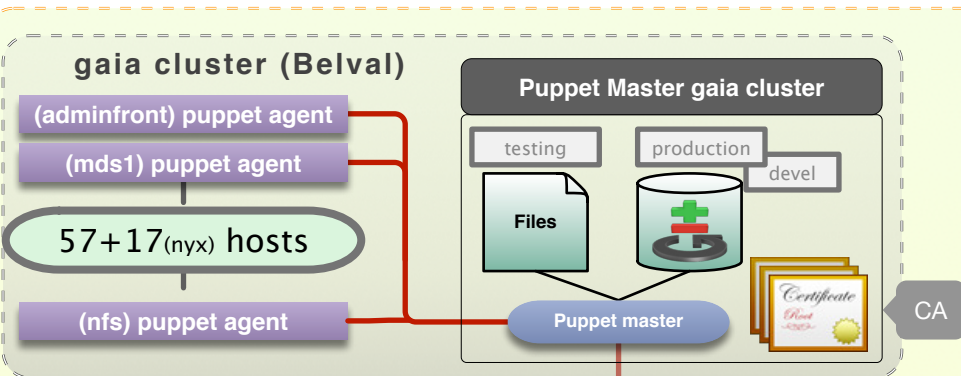 gaia cluster (Belval)
(adminfront) puppet agent
(mds1) puppet agent
57+17(nyx) hosts
(nfs) puppet agent
Puppet Master gaia cluster
testing
production
devel
Files
Puppet master
Certificate
Root
CA